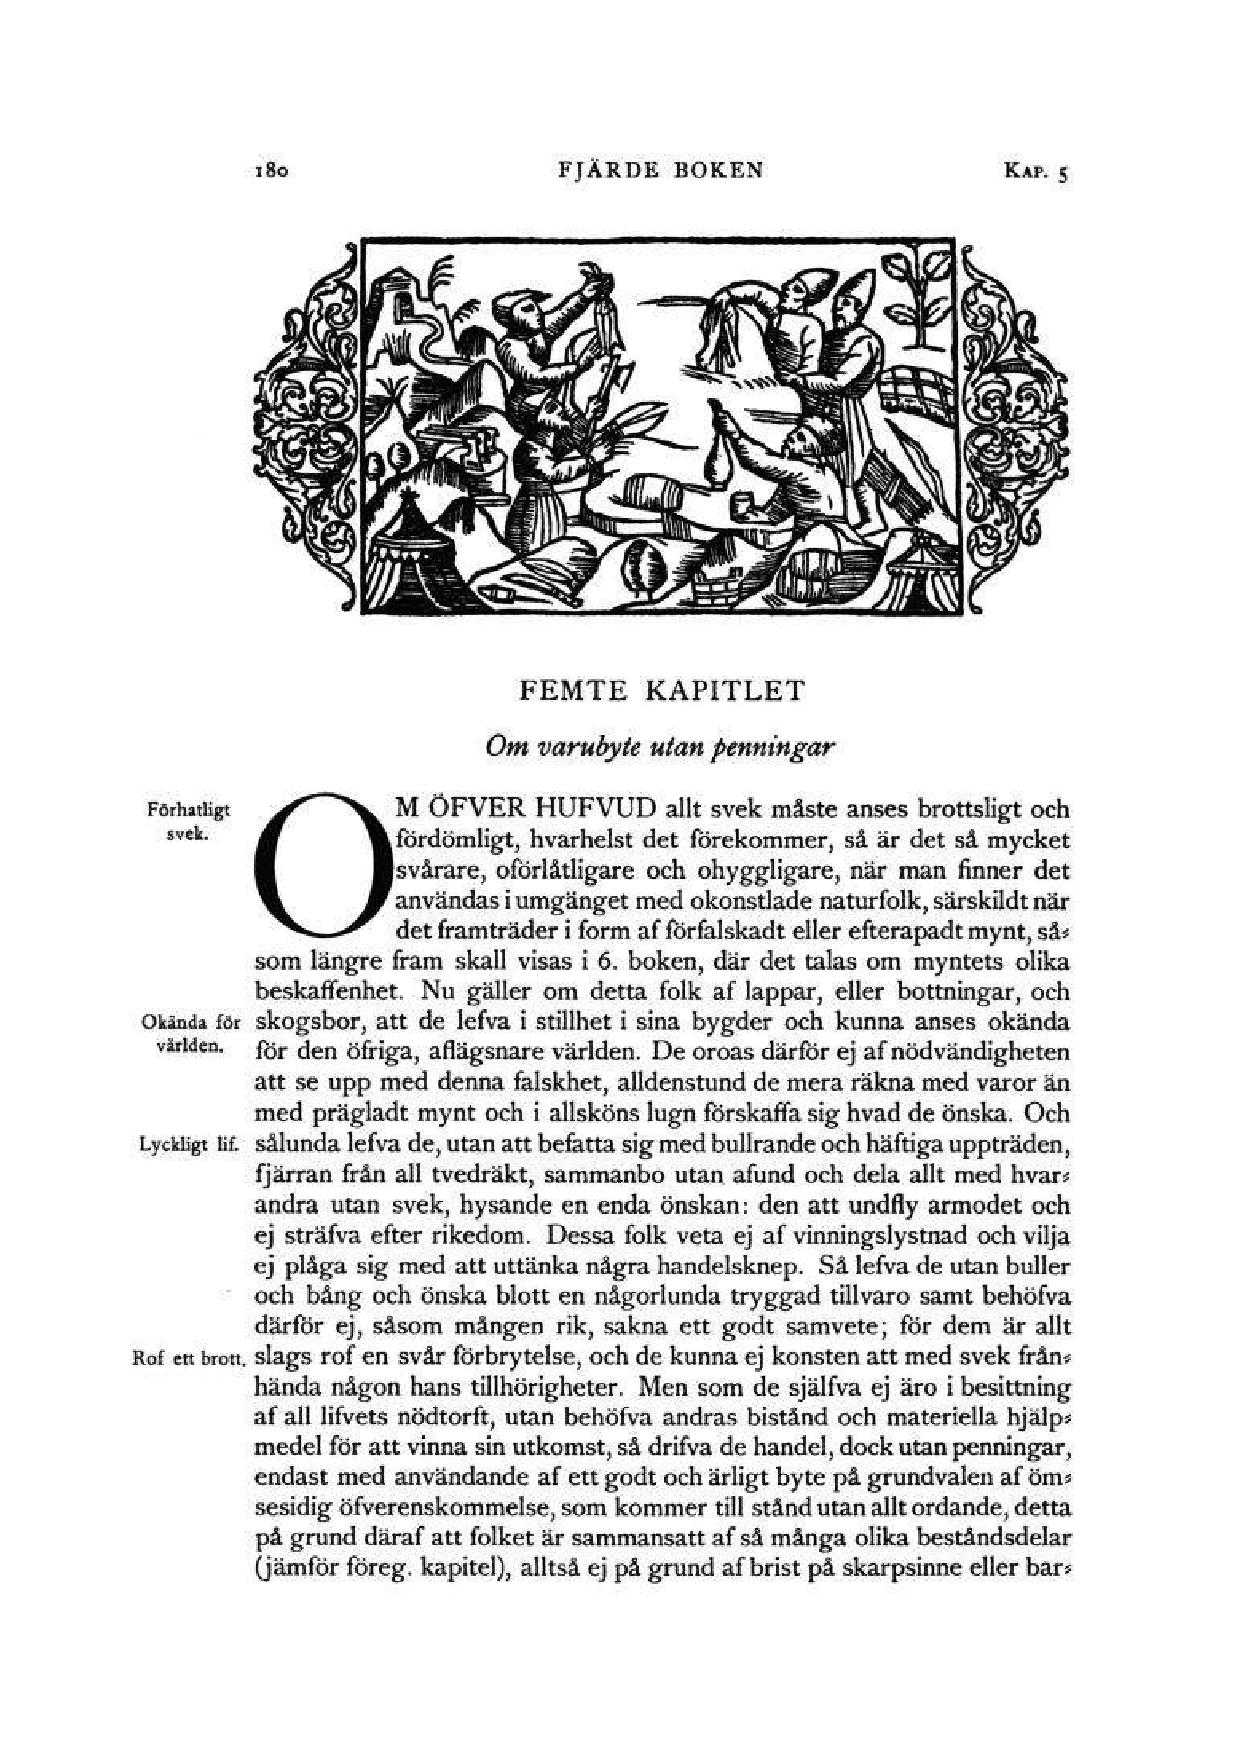 180 FJÄRDE BOKEN KAP. 5
FEMTE KAPITLET
Om varubyte utan penningar
Förhatligt
svek.
OM ÖFVER HUFVUD allt svek måste anses brottsligt och
fördömligt, hvarhelst det förekommer, så är det så mycket
svårare, oförlåtligare och ohyggligare, när man finner det
användas i umgänget med okonstlade naturfolk, särskildt när
det framträder i form af förfalskadt eller efterapadt mynt, så⸗
som längre fram skall visas i 6. boken, där det talas om myntets olika
beskaffenhet. Nu gäller om detta folk af lappar, eller bottningar, och
Okända för
världen.
skogsbor, att de lefva i stillhet i sina bygder och kunna anses okända
för den öfriga, aflägsnare världen. De oroas därför ej af nödvändigheten
att se upp med denna falskhet, alldenstund de mera räkna med varor än
med prägladt mynt och i allsköns lugn förskaffa sig hvad de önska. Och
Lyckligt lif.
sålunda lefva de, utan att befatta sig med bullrande och häftiga uppträden,
fjärran från all tvedräkt, sammanbo utan afund och dela allt med hvar⸗
andra utan svek, hysande en enda önskan: den att undfly armodet och
ej sträfva efter rikedom. Dessa folk veta ej af vinningslystnad och vilja
ej plåga sig med att uttänka några handelsknep. Så lefva de utan buller
och bång och önska blott en någorlunda tryggad tillvaro samt behöfva
därför ej, såsom mången rik, sakna ett godt samvete; för dem är allt
Rof ett brott.
slags rof en svår förbrytelse, och de kunna ej konsten att med svek från⸗
hända någon hans tillhörigheter. Men som de själfva ej äro i besittning
af all lifvets nödtorft, utan behöfva andras bistånd och materiella hjälp⸗
medel för att vinna sin utkomst, så drifva de handel, dock utan penningar,
endast med användande af ett godt och ärligt byte på grundvalen af öm⸗
sesidig öfverenskommelse, som kommer till stånd utan allt ordande, detta
på grund däraf att folket är sammansatt af så många olika beståndsdelar
(jämför föreg. kapitel), alltså ej på grund af brist på skarpsinne eller bar⸗